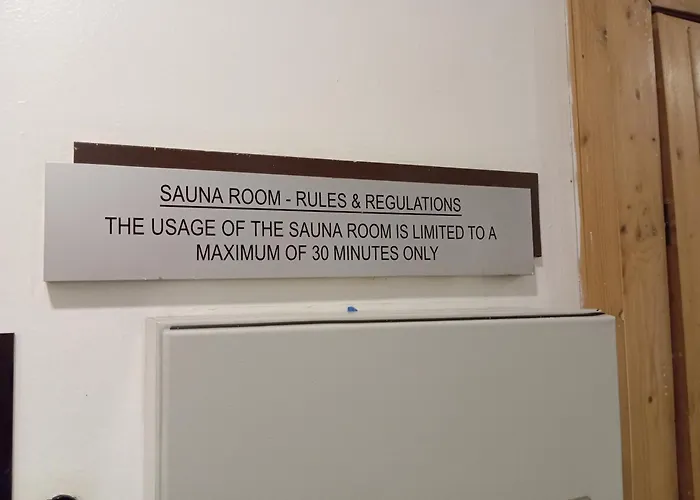 SAUNA ROOM - RULES & REGULATIONS
THE USAGE OF THE SAUNA ROOM IS LIMITED TO A
MAXIMUM OF 30 MINUTES ONLY